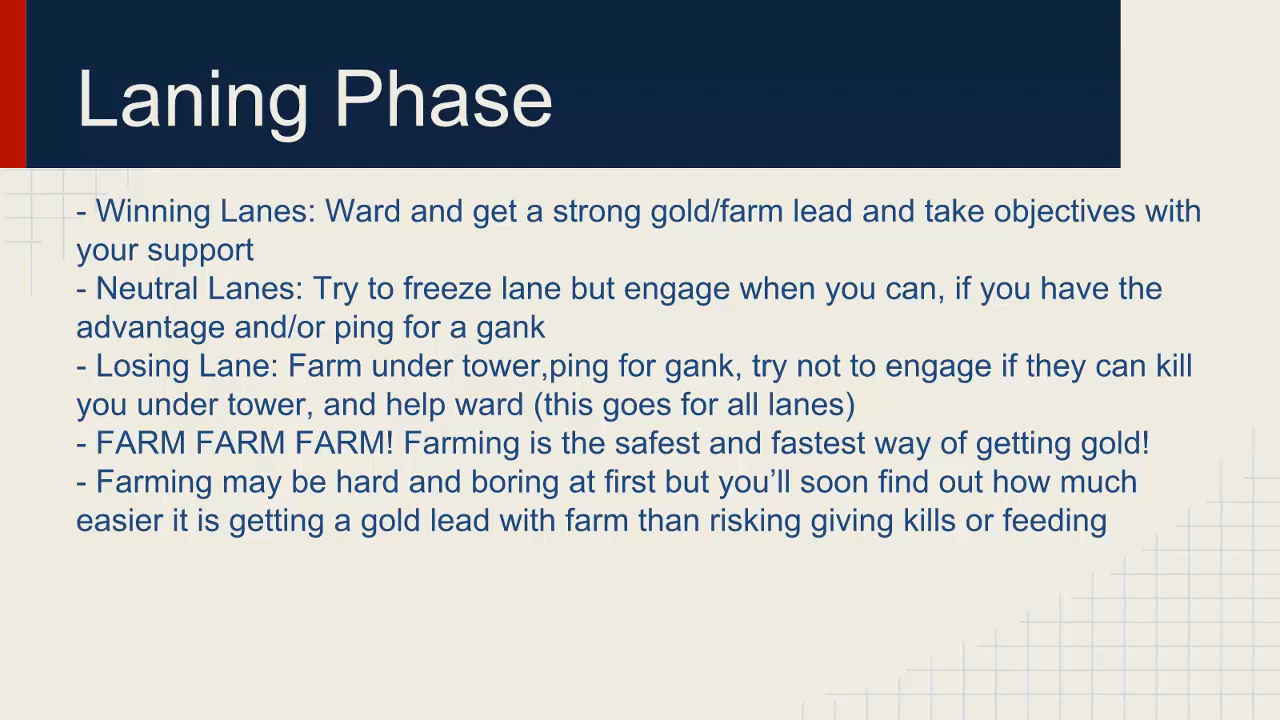 Laning Phase
- Winning Lanes: Ward and get a strong gold/farm lead and take objectives with
your support
- Neutral Lanes: Try to freeze lane but engage when you can, if you have the
advantage and/or ping for a gank
- Losing Lane: Farm under tower,ping for gank, try not to engage if they can kill
you under tower, and help ward (this goes for all lanes)
- FARM FARM FARM! Farming is the safest and fastest way of getting gold!
- Farming may be hard and boring at first but you’ll soon find out how much
easier it is getting a gold lead with farm than risking giving kills or feeding